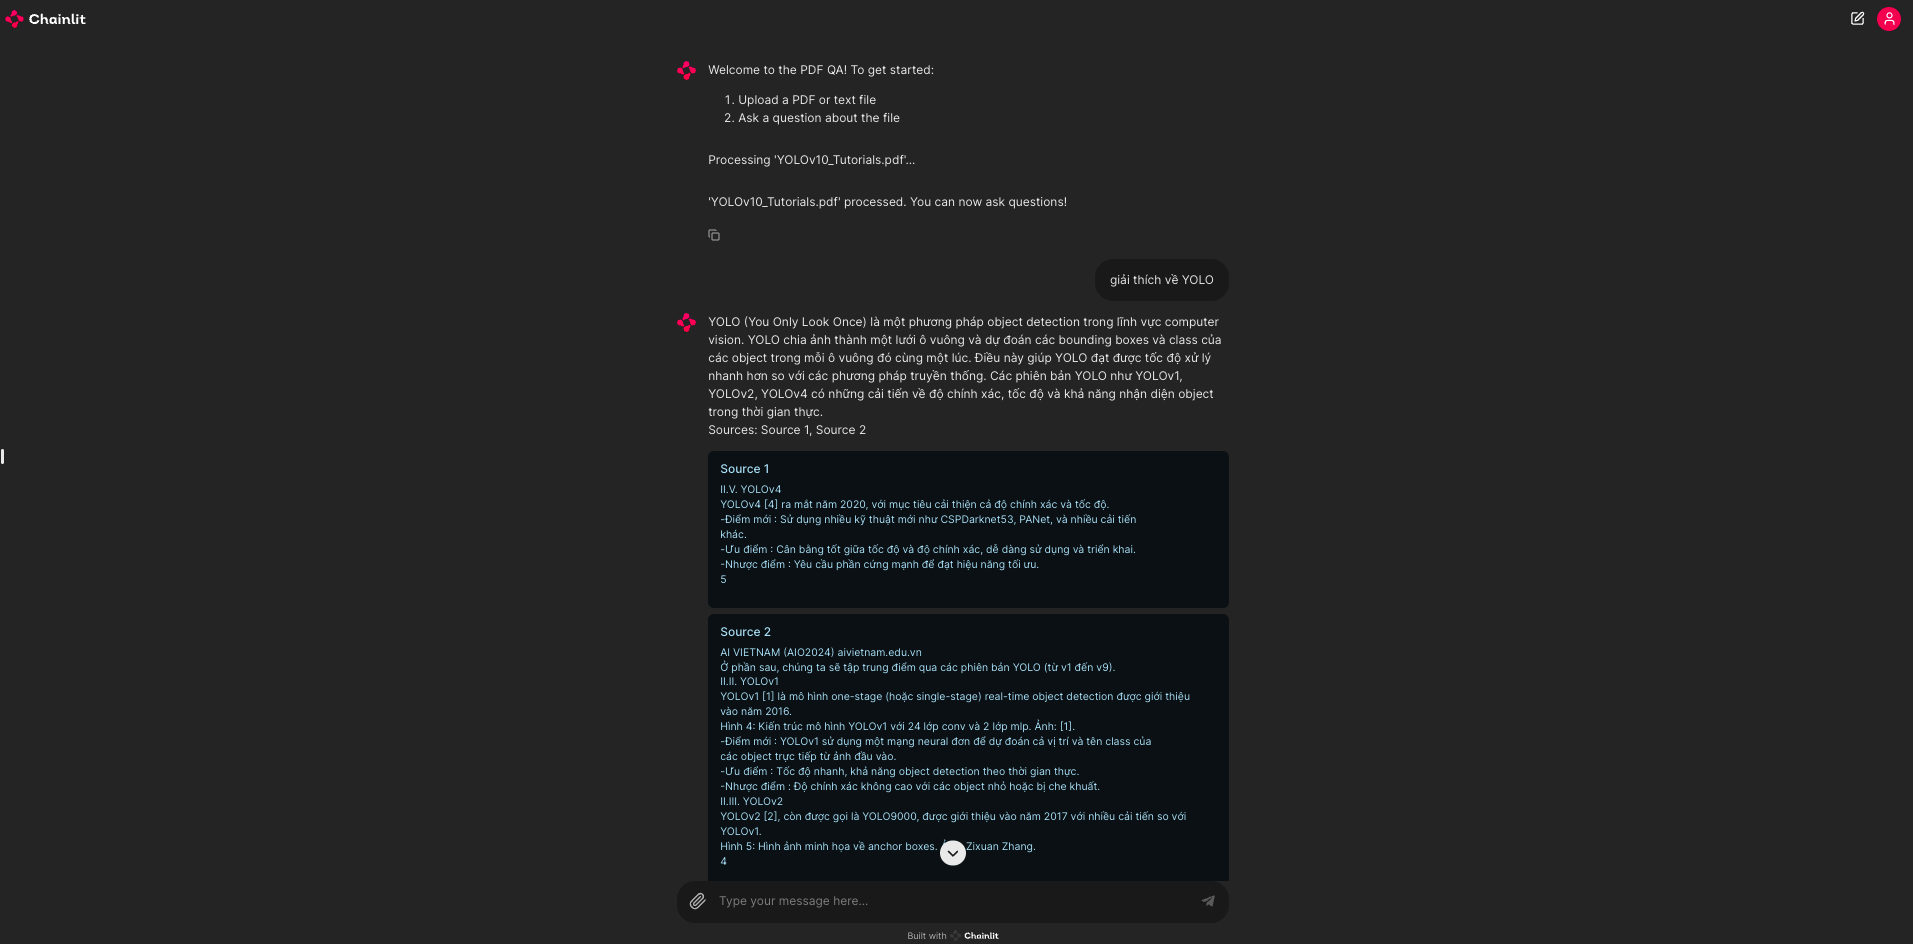 Chainlit
Welcome to the PDF QA! To get started:
1. Upload a PDF or text file
2. Ask a question about the file
Processing 'YOLOv10_Tutorials.pdf'...
'YOLOv10_Tutorials.pdf' processed. You can now ask questions!
giải thích về YOLO
YOLO (You Only Look Once) là một phương pháp object detection trong lĩnh vực computer
vision. YOLO chia ảnh thành một lưới ô vuông và dự đoán các bounding boxes và class của
các object trong mỗi ô vuông đó cùng một lúc. Điều này giúp YOLO đạt được tốc độ xử lý
nhanh hơn so với các phương pháp truyền thống. Các phiên bản YOLO như YOLOv1,
YOLOv2, YOLOv4 có những cải tiến về độ chính xác, tốc độ và khả năng nhận diện object
trong thời gian thực.
Sources: Source 1, Source 2
Source 1
II.V. YOLOv4
YOLOv4 [4] ra mắt năm 2020, với mục tiêu cải thiện cả độ chính xác và tốc độ.
-Điểm mới : Sử dụng nhiều kỹ thuật mới như CSPDarknet53, PANet, và nhiều cải tiến
khác.
-Ưu điểm : Cân bằng tốt giữa tốc độ và độ chính xác, dễ dàng sử dụng và triển khai.
-Nhược điểm : Yêu cầu phần cứng mạnh để đạt hiệu năng tối ưu.
5
Source 2
AI VIETNAM (AIO2024) aivietnam.edu.vn
Ở phần sau, chúng ta sẽ tập trung điểm qua các phiên bản YOLO (từ v1 đến v9).
II.II. YOLOv1
YOLOv1 [1] là mô hình one-stage (hoặc single-stage) real-time object detection được giới thiệu
vào năm 2016.
Hình 4: Kiến trúc mô hình YOLOv1 với 24 lớp conv và 2 lớp mlp. Ảnh: [1].
-Điểm mới : YOLOv1 sử dụng một mạng neural đơn để dự đoán cả vị trí và tên class của
các object trực tiếp từ ảnh đầu vào.
-Ưu điểm : Tốc độ nhanh, khả năng object detection theo thời gian thực.
-Nhược điểm : Độ chính xác không cao với các object nhỏ hoặc bị che khuất.
II.III. YOLOv2
YOLOv2 [2], còn được gọi là YOLO9000, được giới thiệu vào năm 2017 với nhiều cải tiến so với
YOLOv1.
Hình 5: Hình ảnh minh họa về anchor boxes. Zixuan Zhang.
4
Type your message here...
Built with Chainlit